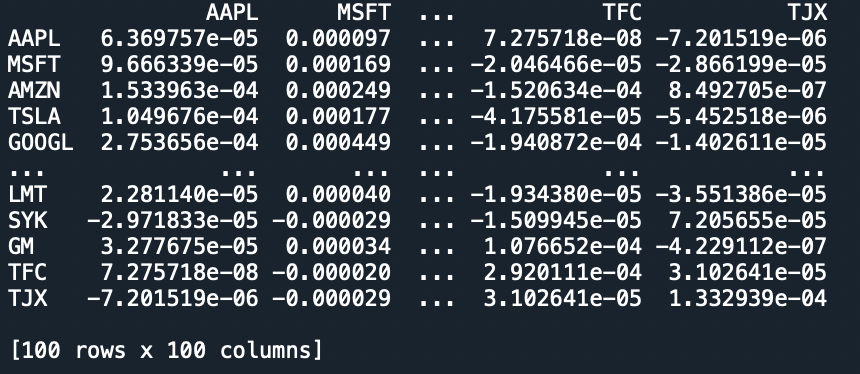 AAPL MSFT ... TFC TJX
AAPL 6.369757e-05 0.000097 ... 7.275718e-08 -7.201519e-06
MSFT 9.666339e-05 0.000169 ... -2.046466e-05 -2.866199e-05
AMZN 1.533963e-04 0.000249 ... -1.520634e-04 8.492705e-07
TSLA 1.049676e-04 0.000177 ... -4.175581e-05 -5.452518e-06
GOOGL 2.753656e-04 0.000449 ... -1.940872e-04 -1.402611e-05
... ... ... ... ... ...
LMT 2.281140e-05 0.000040 ... -1.934380e-05 -3.551386e-05
SYK -2.971833e-05 -0.000029 ... -1.509945e-05 7.205655e-05
GM 3.277675e-05 0.000034 ... 1.076652e-04 -4.229112e-07
TFC 7.275718e-08 -0.000020 ... 2.920111e-04 3.102641e-05
TJX -7.201519e-06 -0.000029 ... 3.102641e-05 1.332939e-04
[100 rows x 100 columns]